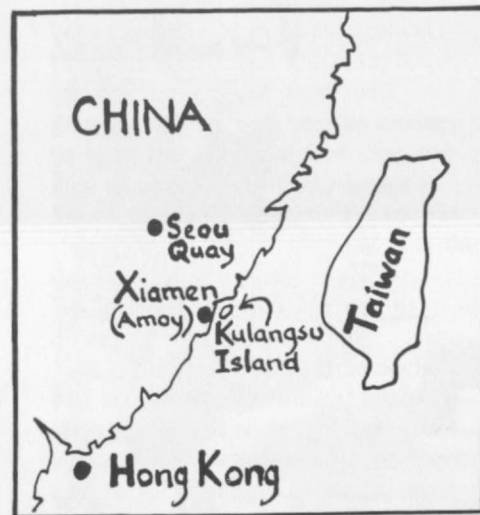 CHINA
Seou
Quay
Xiamen
(Amoy)
Kulangsu
Island
Taiwan
Hong Kong